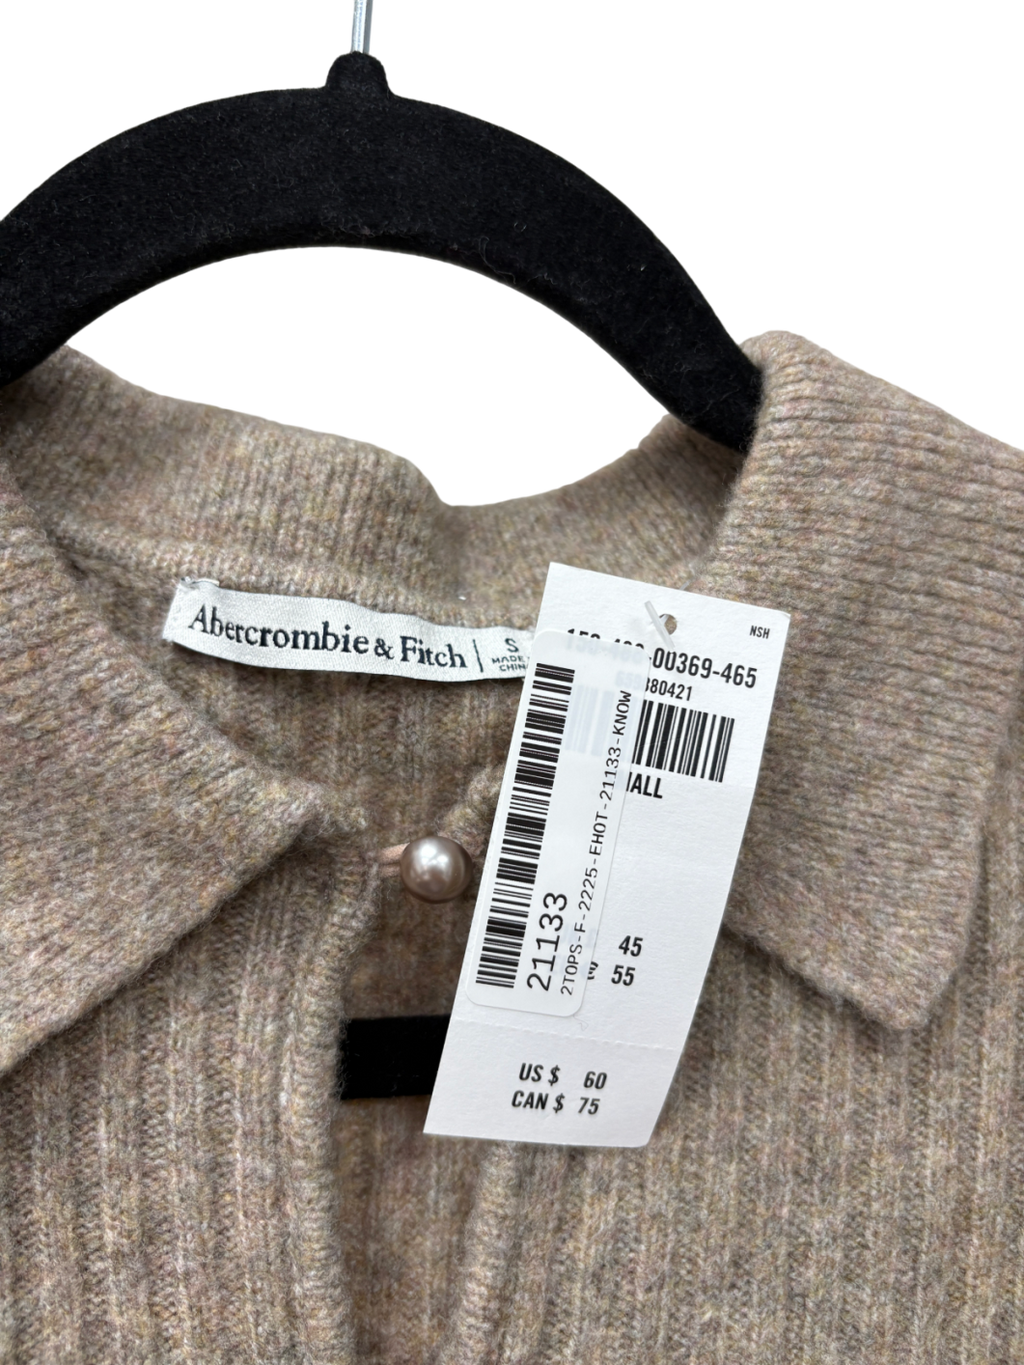 Abercrombie & Fitch | S
MADE
CHIN
NSH
-00369-465
380421
ALL
21133
2TOPS-F-2225-EHOT-21133-KNOW
45
55
US $ 60
CAN $ 75